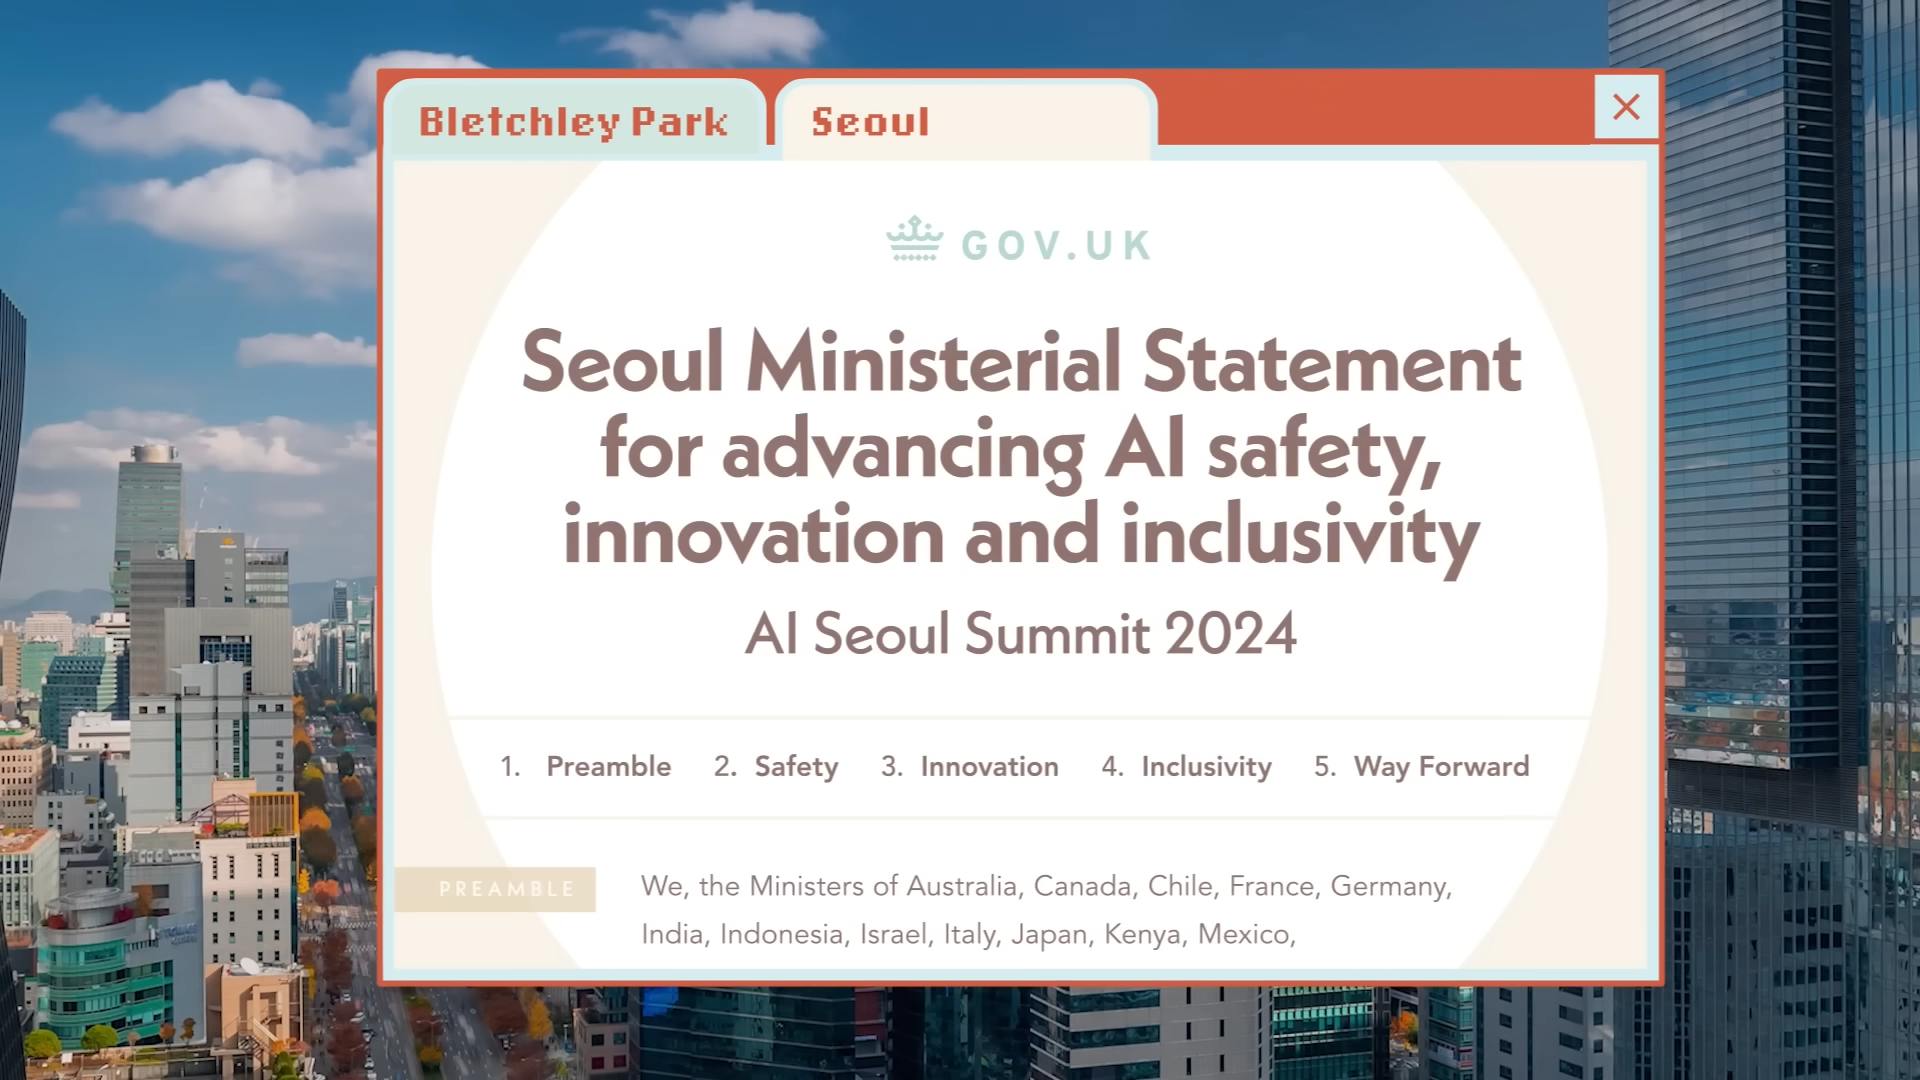 Bletchley Park
Seoul
GOV.UK
Seoul Ministerial Statement
for advancing AI safety,
innovation and inclusivity
AI Seoul Summit 2024
1. Preamble 2. Safety 3. Innovation 4. Inclusivity 5. Way Forward
PREAMBLE
We, the Ministers of Australia, Canada, Chile, France, Germany,
India, Indonesia, Israel, Italy, Japan, Kenya, Mexico,